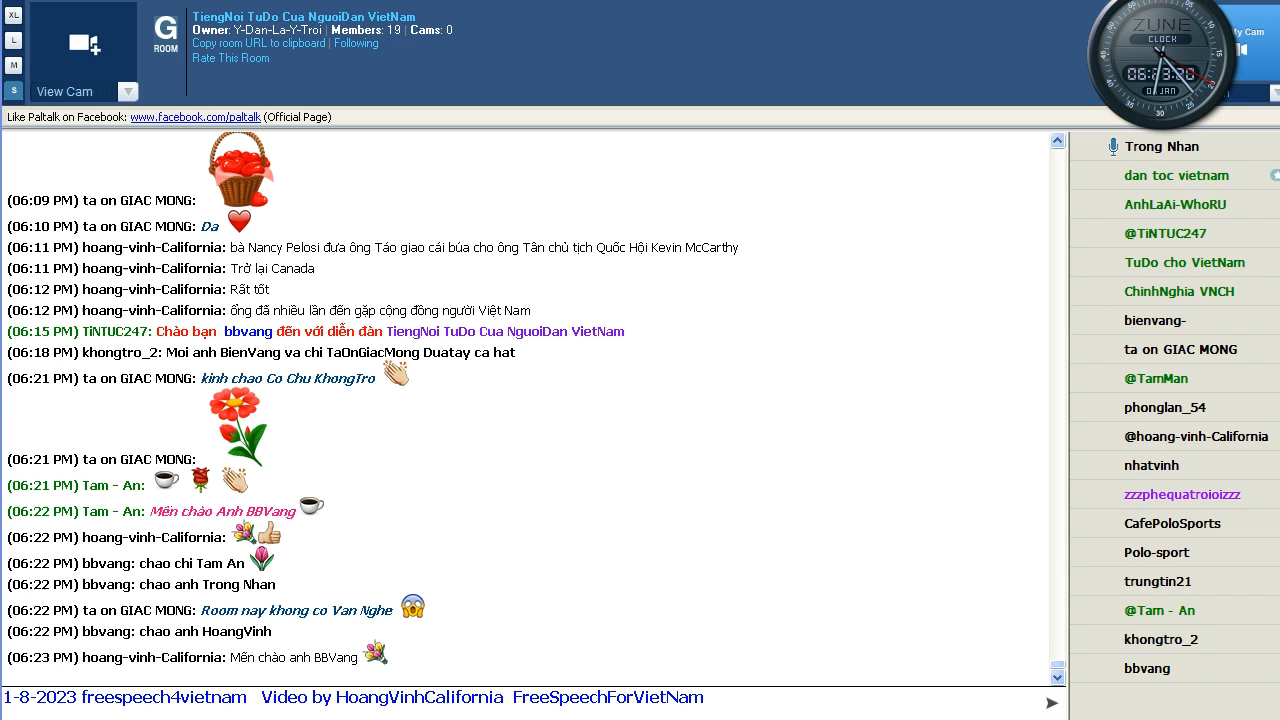 XL
L
M
S
View Cam
G
ROOM
TiengNoi TuDo Cua NguoiDan VietNam
Owner: Y-Dan-La-Y-Troi | Members: 19 | Cams: 0
Copy room URL to clipboard | Following
Rate This Room
ZUNE
CLOCK
My Cam
Like Paltalk on Facebook: www.facebook.com/paltalk (Official Page)
(06:09 PM) ta on GIAC MONG:
(06:10 PM) ta on GIAC MONG: Da
(06:11 PM) hoang-vinh-California: bà Nancy Pelosi đưa ông Táo giao cái búa cho ông Tân chủ tịch Quốc Hội Kevin McCarthy
(06:11 PM) hoang-vinh-California: Trở lại Canada
(06:12 PM) hoang-vinh-California: Rất tốt
(06:12 PM) hoang-vinh-California: ổng đã nhiều lần đến gặp cộng đồng người Việt Nam
(06:15 PM) TiNTUC247: Chào bạn bbvang đến với diễn đàn TiengNoi TuDo Cua NguoiDan VietNam
(06:18 PM) khongtro_2: Moi anh BienVang va chi TaOnGiacMong Duatay ca hat
(06:21 PM) ta on GIAC MONG: kinh chao Co Chu KhongTro
(06:21 PM) ta on GIAC MONG:
(06:21 PM) Tam - An:
(06:22 PM) Tam - An: Mến chào Anh BBVang
(06:22 PM) hoang-vinh-California:
(06:22 PM) bbvang: chao chi Tam An
(06:22 PM) bbvang: chao anh Trong Nhan
(06:22 PM) ta on GIAC MONG: Room nay khong co Van Nghe
(06:22 PM) bbvang: chao anh HoangVinh
(06:23 PM) hoang-vinh-California: Mến chào anh BBVang
1-8-2023 freespeech4vietnam Video by HoangVinhCalifornia FreeSpeechForVietNam
Trong Nhan
dan toc vietnam
AnhLaAi-WhoRU
@TiNTUC247
TuDo cho VietNam
ChinhNghia VNCH
bienvang-
ta on GIAC MONG
@TamMan
phonglan_54
@hoang-vinh-California
nhatvinh
zzzphequatroioizzz
CafePoloSports
Polo-sport
trungtin21
@Tam - An
khongtro_2
bbvang